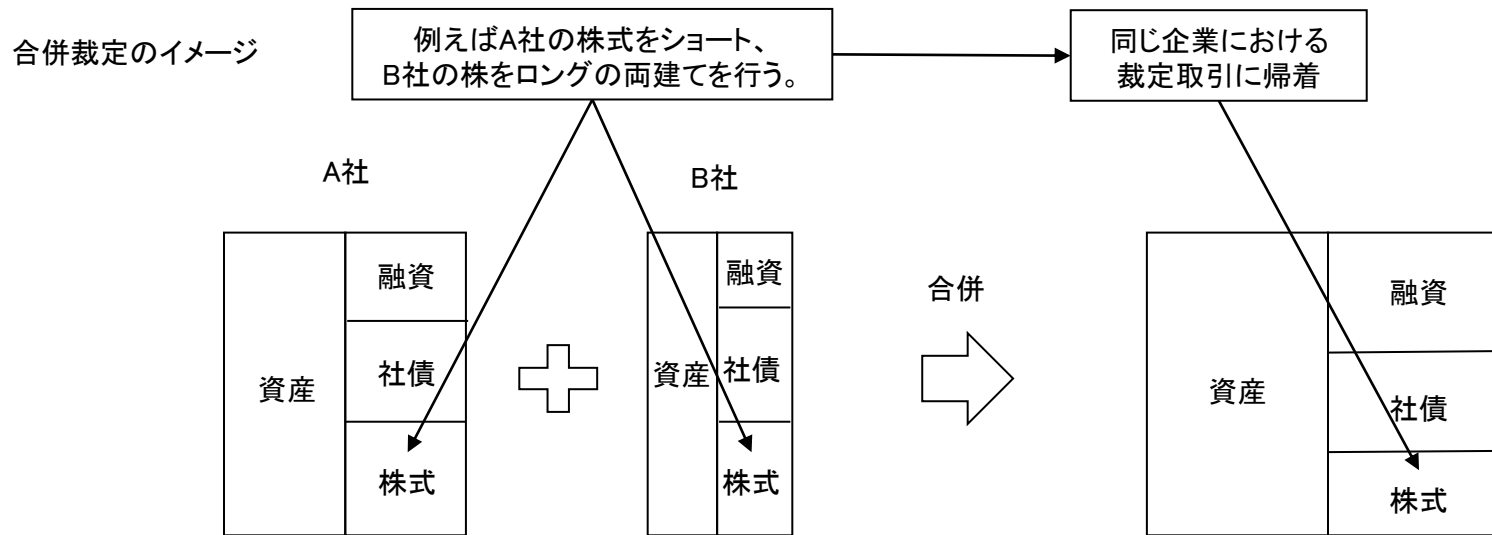 合併裁定のイメージ
例えばA社の株式をショート、
B社の株をロングの両建てを行う。
同じ企業における
裁定取引に帰着
A社
B社
資産
融資
社債
株式
資産
融資
社債
株式
合併
資産
融資
社債
株式